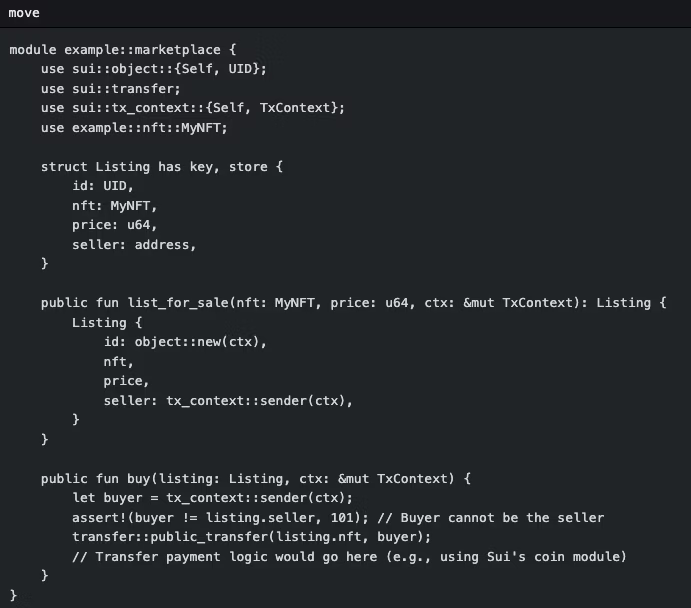 move
module example::marketplace {
    use sui::object::{Self, UID};
    use sui::transfer;
    use sui::tx_context::{Self, TxContext};
    use example::nft::MyNFT;

    struct Listing has key, store {
        id: UID,
        nft: MyNFT,
        price: u64,
        seller: address,
    }

    public fun list_for_sale(nft: MyNFT, price: u64, ctx: &mut TxContext): Listing {
        Listing {
            id: object::new(ctx),
            nft,
            price,
            seller: tx_context::sender(ctx),
        }
    }

    public fun buy(listing: Listing, ctx: &mut TxContext) {
        let buyer = tx_context::sender(ctx);
        assert!(buyer != listing.seller, 101); // Buyer cannot be the seller
        transfer::public_transfer(listing.nft, buyer);
        // Transfer payment logic would go here (e.g., using Sui's coin module)
    }
}